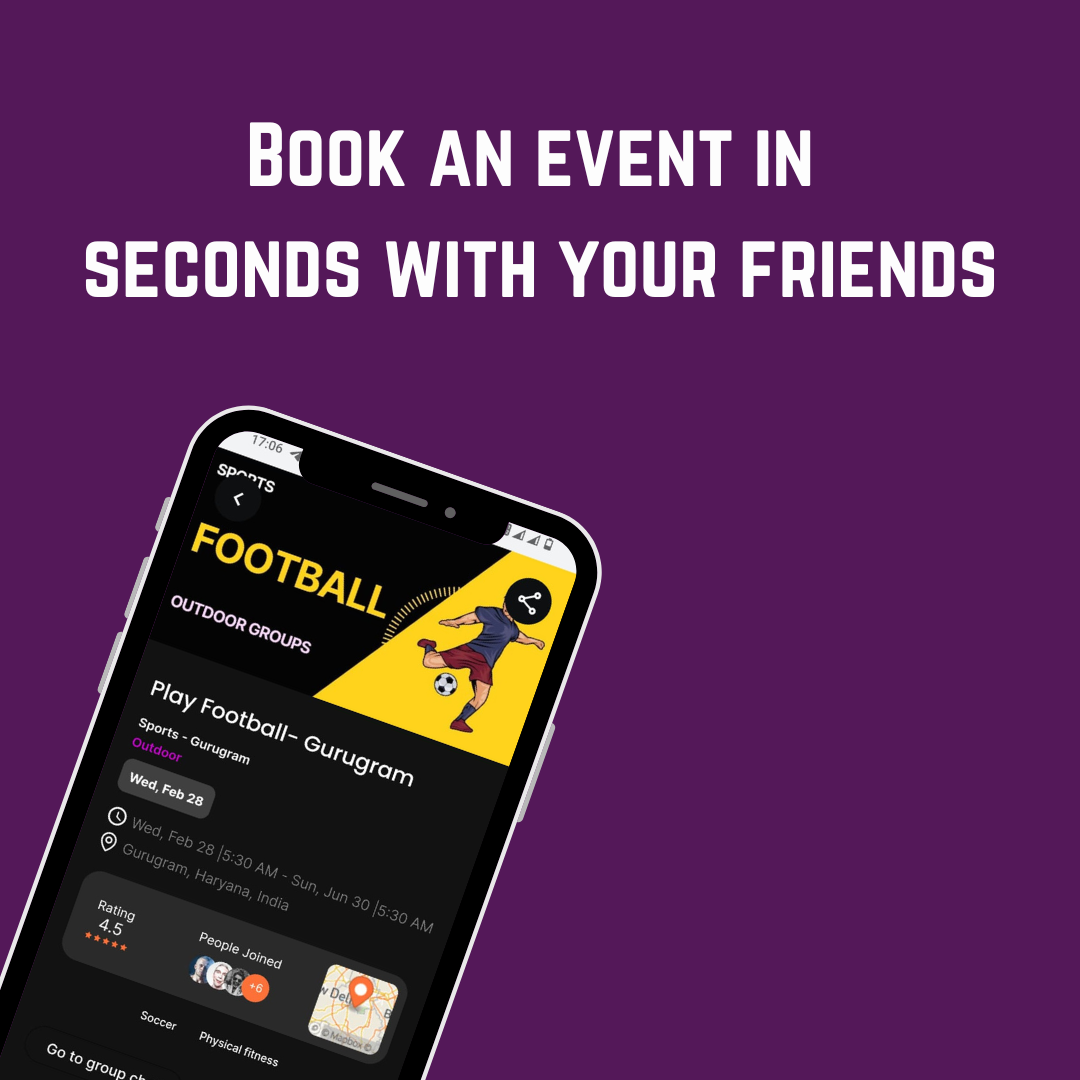 Book an event in
seconds with your friends
17:06
SPORTS
FOOTBALL
OUTDOOR GROUPS
Play Football- Gurugram
Sports - Gurugram
Outdoor
Wed, Feb 28
Wed, Feb 28 |5:30 AM - Sun, Jun 30 |5:30 AM
Gurugram, Haryana, India
Rating
4.5
People Joined
+6
© Mapbox ©
Soccer Physical fitness
Go to group